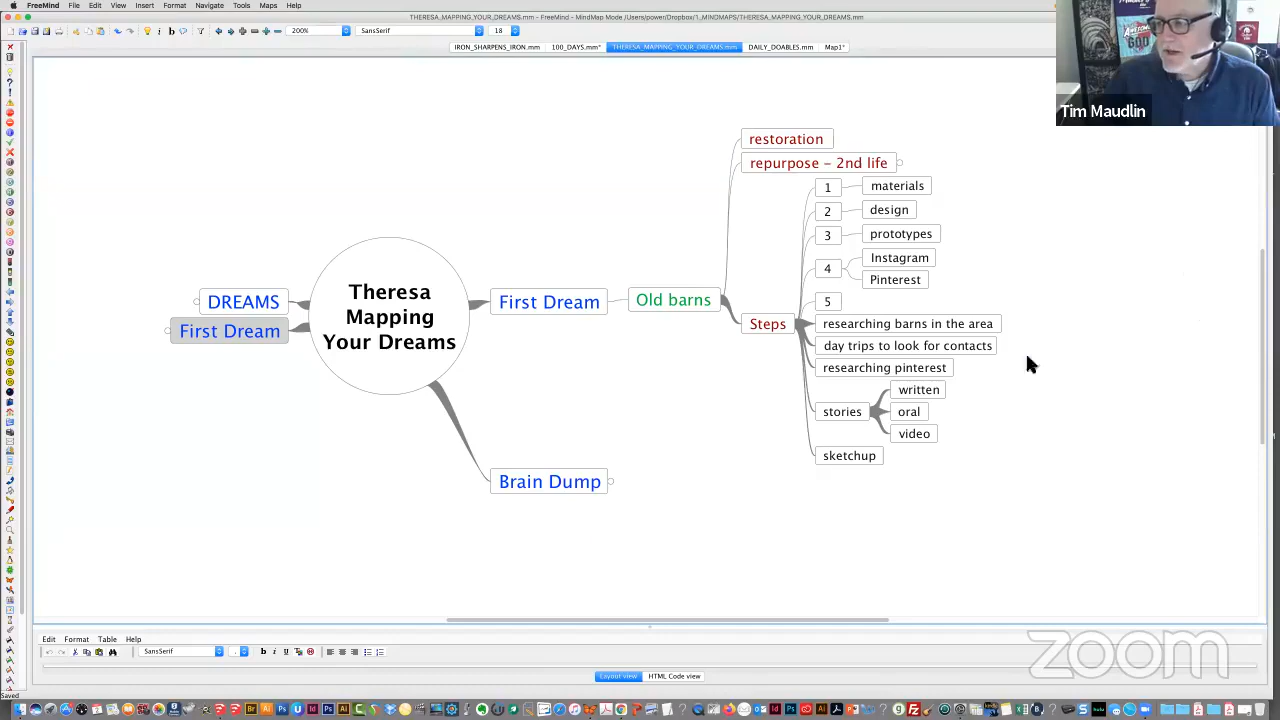 FreeMind File Edit View Insert Format Navigate Tools Maps Help
THERESA_MAPPING_YOUR_DREAMS.mm - FreeMind - MindMap Mode /Users/power/Dropbox/1_MINDMAPS/THERESA_MAPPING_YOUR_DREAMS.mm
200% SansSerif 18
IRON_SHARPENS_IRON.mm 100_DAYS.mm* THERESA_MAPPING_YOUR_DREAMS.mm DAILY_DOABLES.mm Map1*
AWESOME
GOD
Tim Maudlin
restoration
repurpose – 2nd life
1 materials
2 design
3 prototypes
4
Instagram
Pinterest
5
researching barns in the area
day trips to look for contacts
researching pinterest
stories
written
oral
video
sketchup
Steps
Old barns
First Dream
DREAMS
First Dream
Theresa
Mapping
Your Dreams
Brain Dump
Edit Format Table Help
SansSerif
b i u
Layout view HTML Code view
Saved
zoom